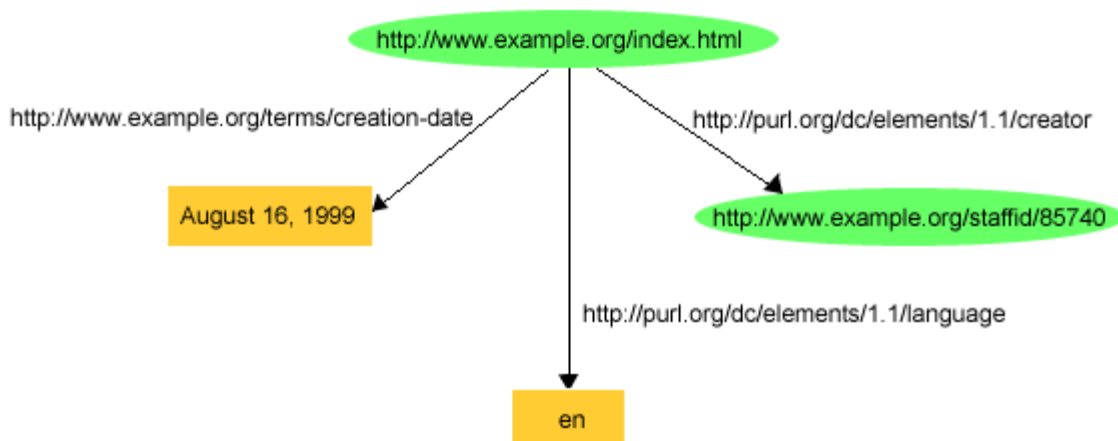 http://www.example.org/index.html
http://www.example.org/terms/creation-date
http://purl.org/dc/elements/1.1/creator
August 16, 1999
http://www.example.org/staffid/85740
http://purl.org/dc/elements/1.1/language
en